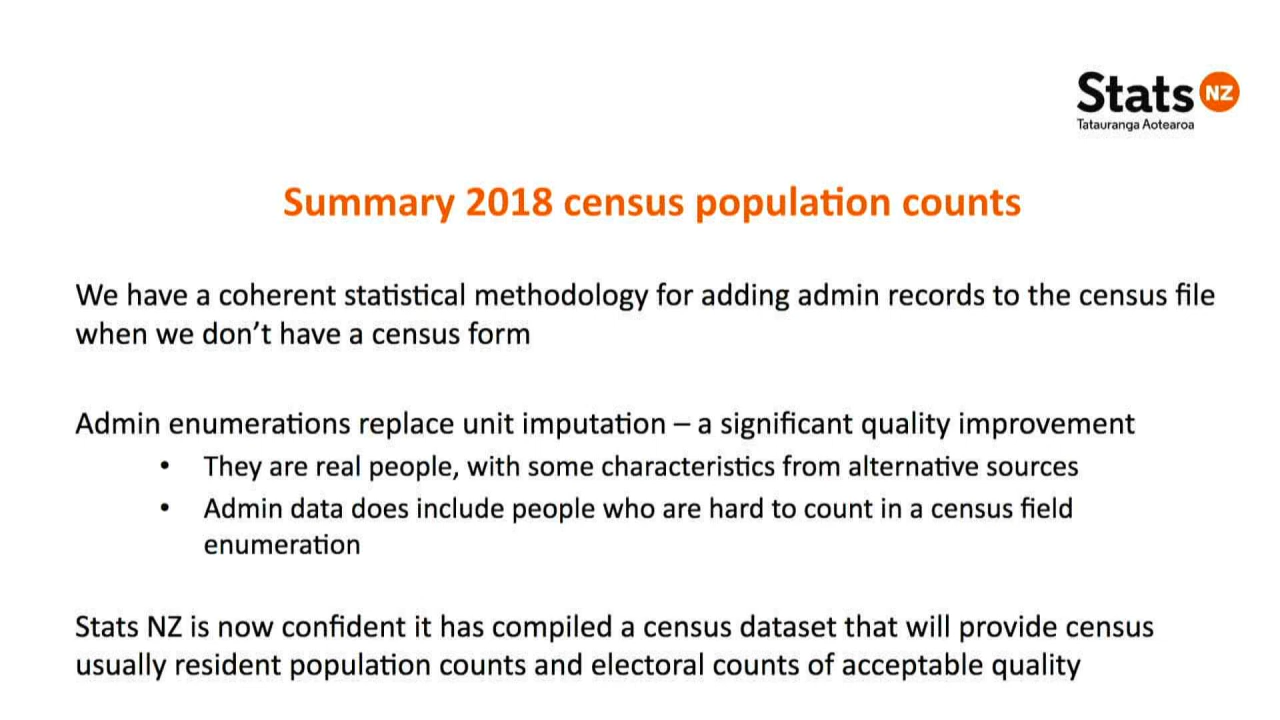 Stats NZ
Tatauranga Aotearoa
Summary 2018 census population counts
We have a coherent statistical methodology for adding admin records to the census file
when we don’t have a census form
Admin enumerations replace unit imputation – a significant quality improvement
• They are real people, with some characteristics from alternative sources
• Admin data does include people who are hard to count in a census field
enumeration
Stats NZ is now confident it has compiled a census dataset that will provide census
usually resident population counts and electoral counts of acceptable quality